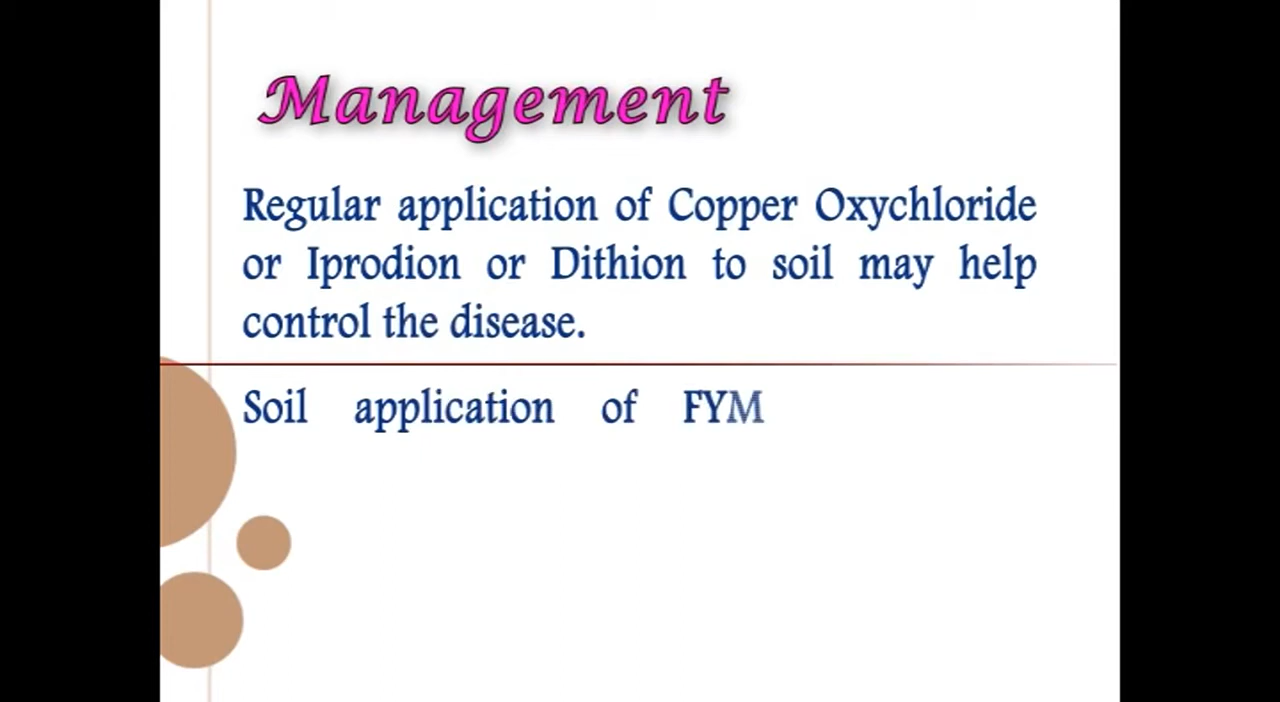 Management
Regular application of Copper Oxychloride
or Iprodion or Dithion to soil may help
control the disease.
Soil application of FYM